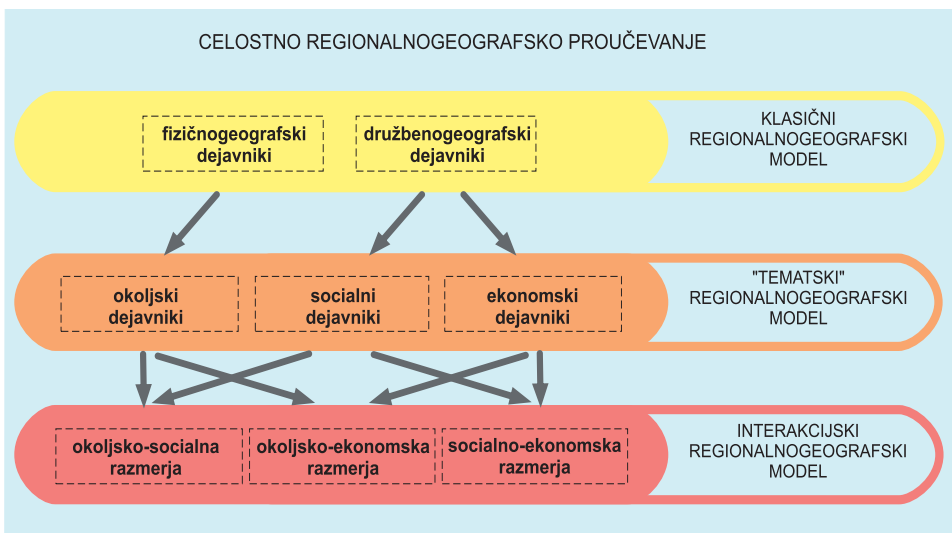 CELOSTNO REGIONALNOGEOGRAFSKO PROUČEVANJE
fizičnogeografski
dejavniki
družbenogeografski
dejavniki
KLASIČNI
REGIONALNOGEOGRAFSKI
MODEL
okoljski
dejavniki
socialni
dejavniki
ekonomski
dejavniki
"TEMATSKI"
REGIONALNOGEOGRAFSKI
MODEL
okoljsko-socialna
razmerja
okoljsko-ekonomska
razmerja
socialno-ekonomska
razmerja
INTERAKCIJSKI
REGIONALNOGEOGRAFSKI
MODEL